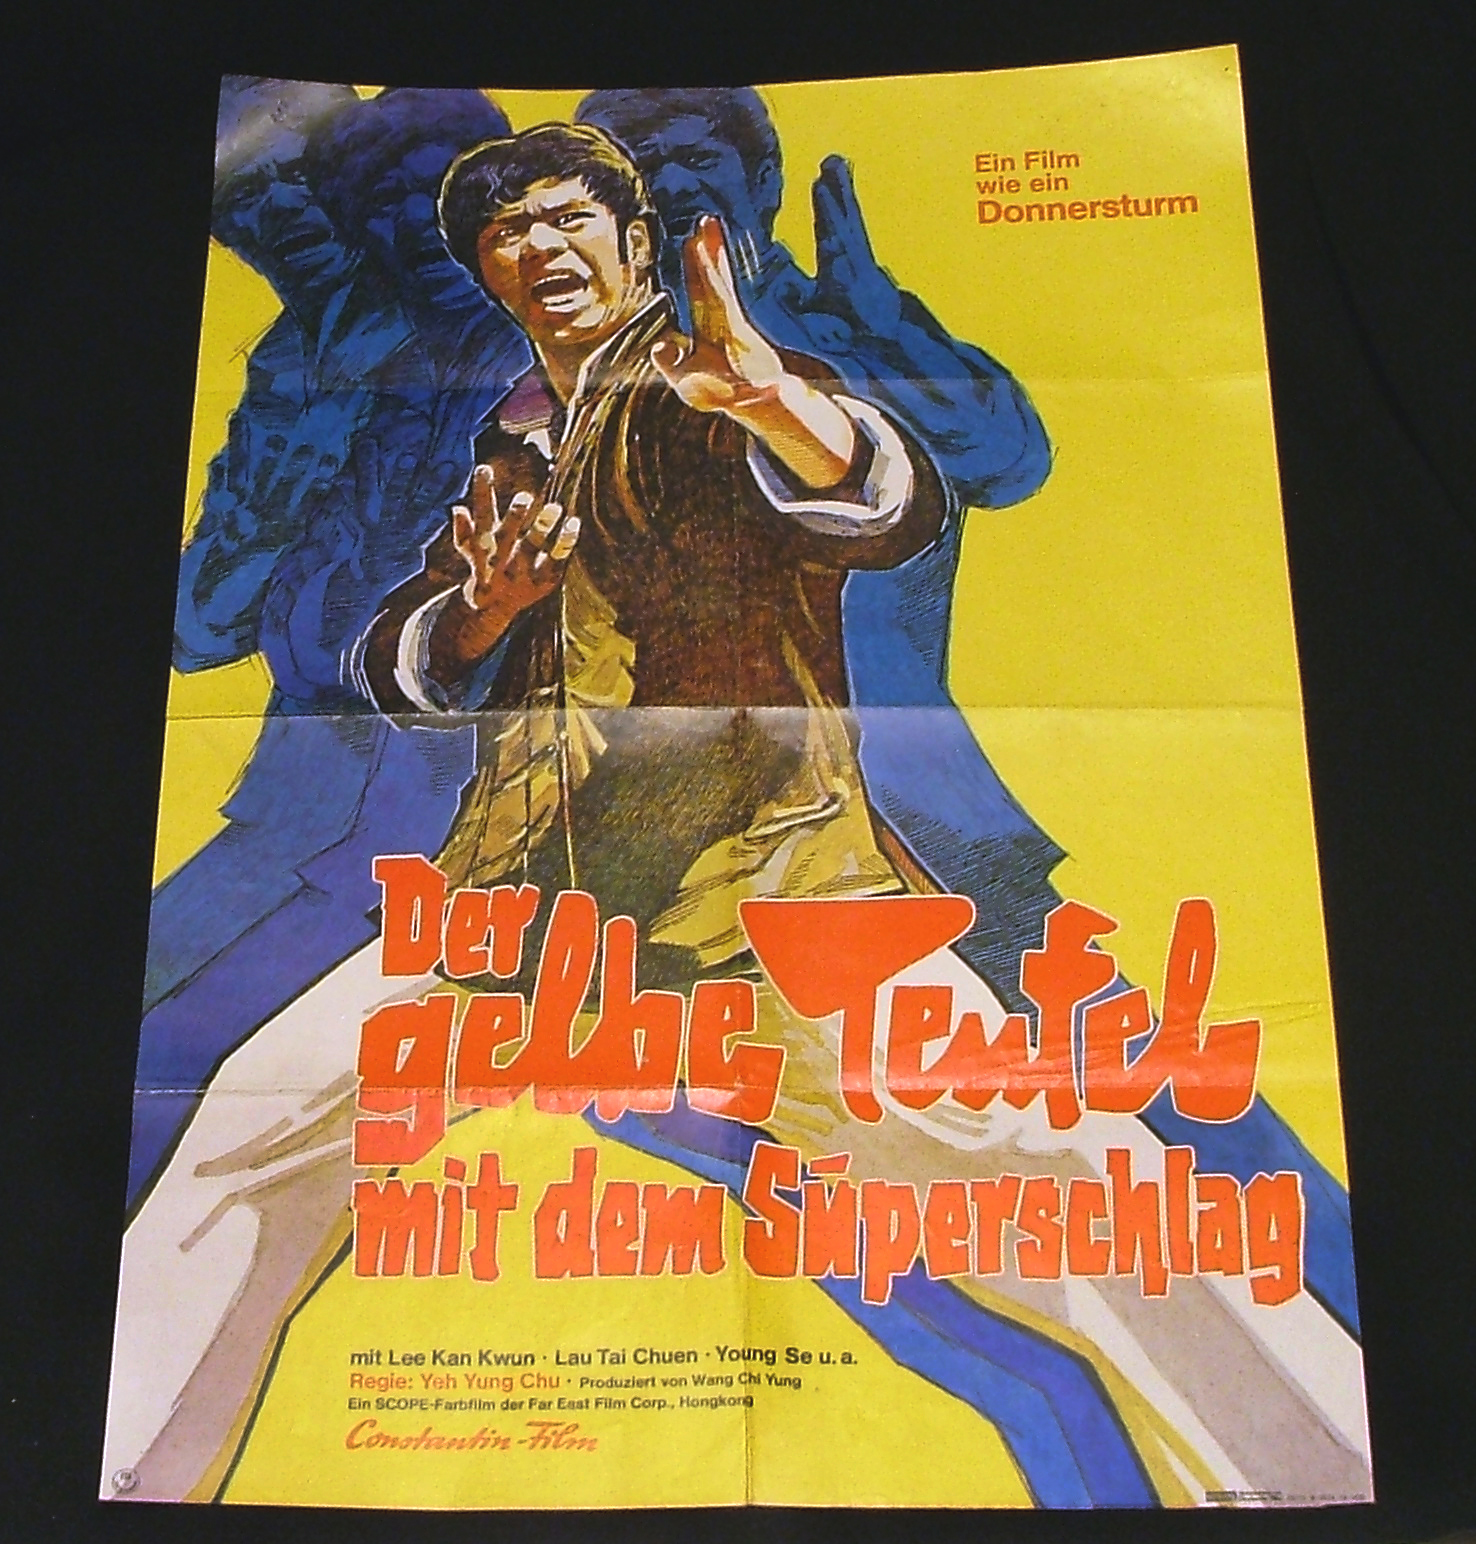 Ein Film
wie ein
Donnersturm
Der
gelbe Teufel
mit dem Superschlag
mit Lee Kan Kwun · Lau Tai Chuen · Young Se u. a.
Regie: Yeh Yung Chu · Produziert von Wang Chi Yung
Ein SCOPE-Farbfilm der Far East Film Corp., Hongkong
Constantin-Film